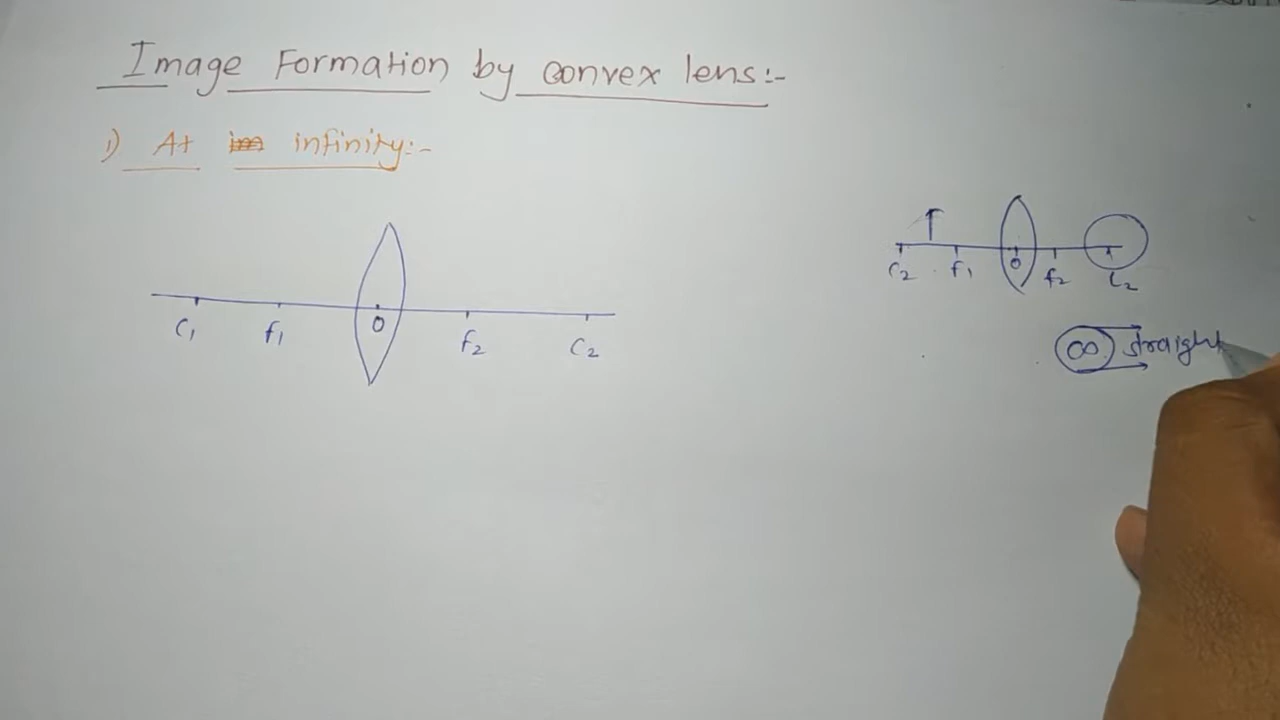 Image Formation by convex lens:-
1) At infinity:-
C1 f1 O f2 C2
C2 f1 O f2 C2
∞ straight